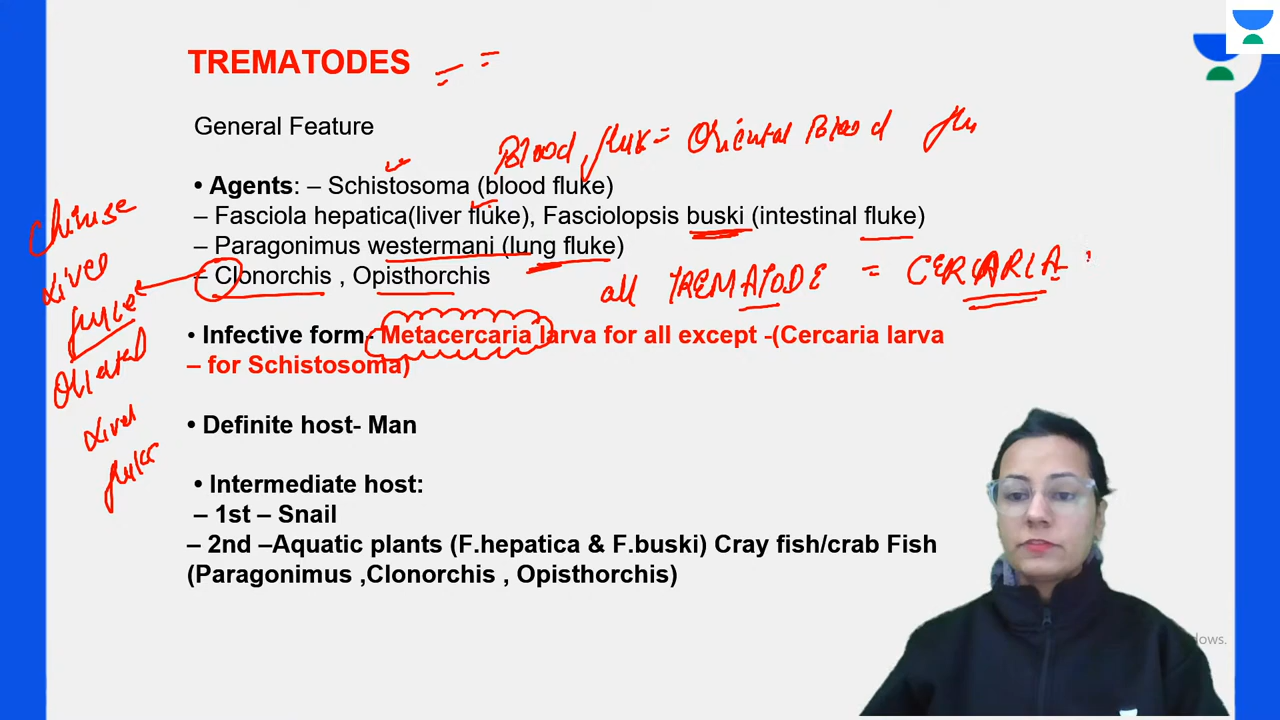 TREMATODES
General Feature
Blood fluk = Oriental Blood flu
• Agents: – Schistosoma (blood fluke)
– Fasciola hepatica(liver fluke), Fasciolopsis buski (intestinal fluke)
– Paragonimus westermani (lung fluke)
– Clonorchis , Opisthorchis
all TREMATODE = CERCARIA
Chinese
Liver
fluke
Oriental
Liver
fluke
• Infective form- Metacercaria larva for all except -(Cercaria larva
– for Schistosoma)
• Definite host- Man
• Intermediate host:
– 1st – Snail
– 2nd –Aquatic plants (F.hepatica & F.buski) Cray fish/crab Fish
(Paragonimus ,Clonorchis , Opisthorchis)